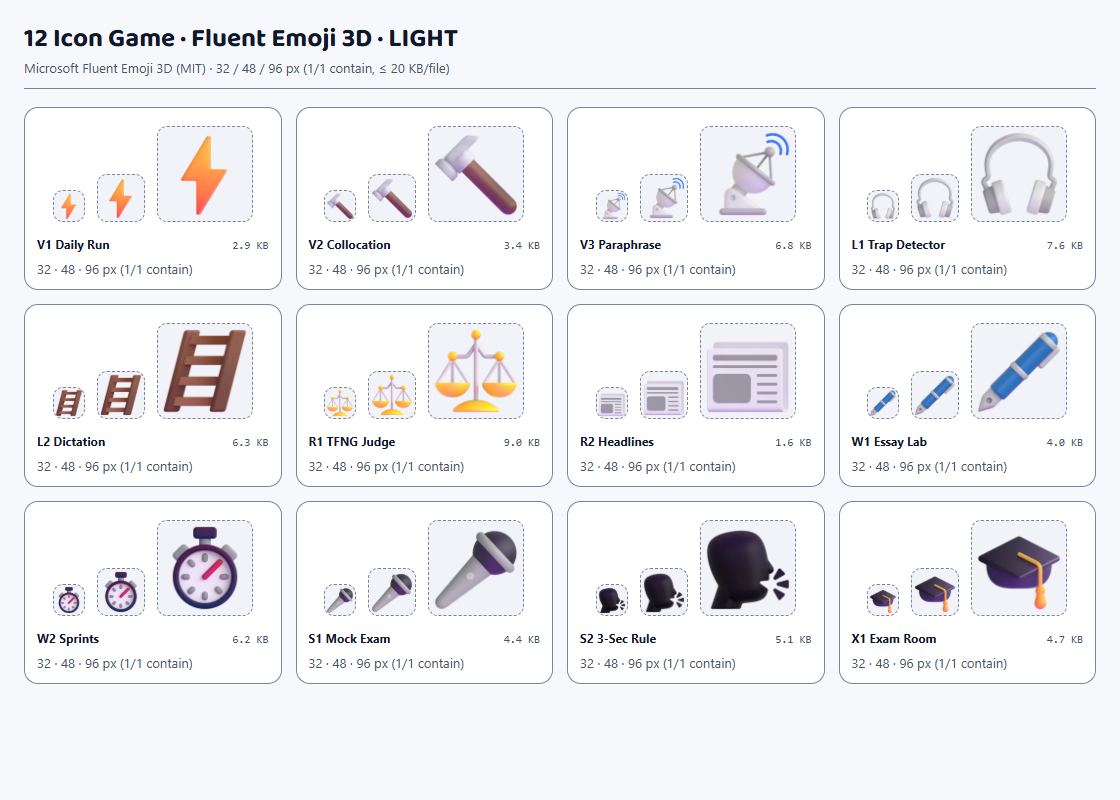 12 Icon Game · Fluent Emoji 3D · LIGHT
Microsoft Fluent Emoji 3D (MIT) · 32 / 48 / 96 px (1/1 contain, ≤ 20 KB/file)
V1 Daily Run 2.9 KB
32 · 48 · 96 px (1/1 contain)
V2 Collocation 3.4 KB
32 · 48 · 96 px (1/1 contain)
V3 Paraphrase 6.8 KB
32 · 48 · 96 px (1/1 contain)
L1 Trap Detector 7.6 KB
32 · 48 · 96 px (1/1 contain)
L2 Dictation 6.3 KB
32 · 48 · 96 px (1/1 contain)
R1 TFNG Judge 9.0 KB
32 · 48 · 96 px (1/1 contain)
R2 Headlines 1.6 KB
32 · 48 · 96 px (1/1 contain)
W1 Essay Lab 4.0 KB
32 · 48 · 96 px (1/1 contain)
W2 Sprints 6.2 KB
32 · 48 · 96 px (1/1 contain)
S1 Mock Exam 4.4 KB
32 · 48 · 96 px (1/1 contain)
S2 3-Sec Rule 5.1 KB
32 · 48 · 96 px (1/1 contain)
X1 Exam Room 4.7 KB
32 · 48 · 96 px (1/1 contain)